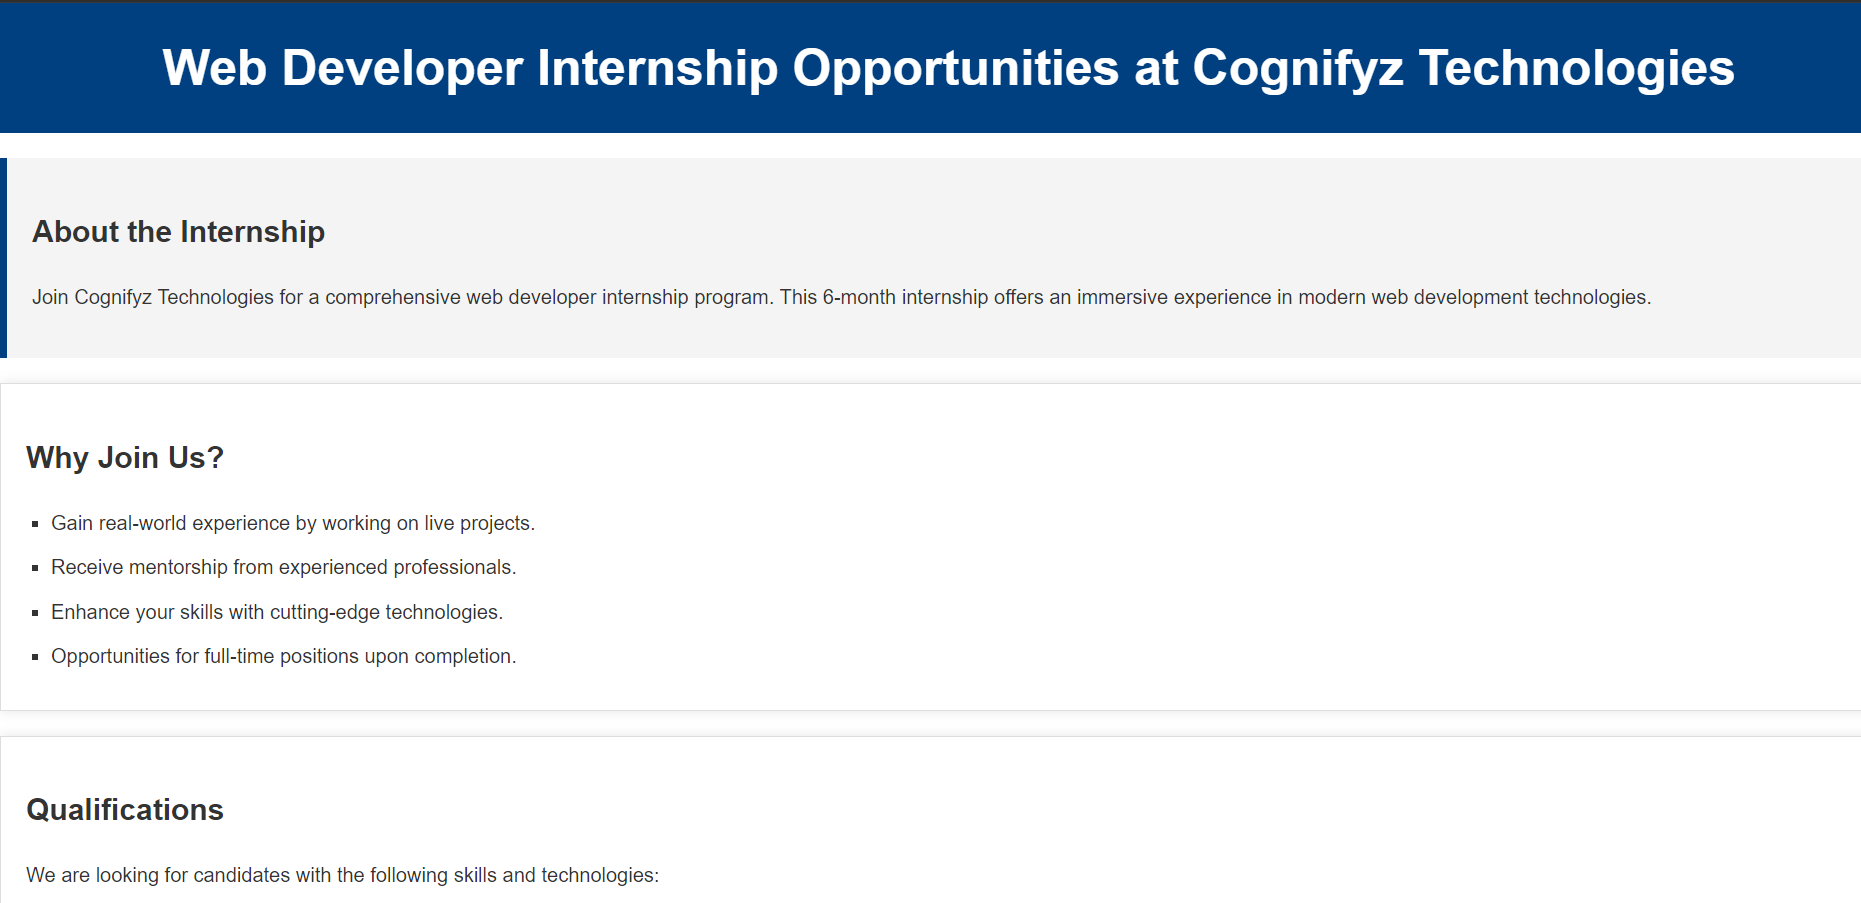 Web Developer Internship Opportunities at Cognifyz Technologies
About the Internship
Join Cognifyz Technologies for a comprehensive web developer internship program. This 6-month internship offers an immersive experience in modern web development technologies.
Why Join Us?
Gain real-world experience by working on live projects.
Receive mentorship from experienced professionals.
Enhance your skills with cutting-edge technologies.
Opportunities for full-time positions upon completion.
Qualifications
We are looking for candidates with the following skills and technologies: